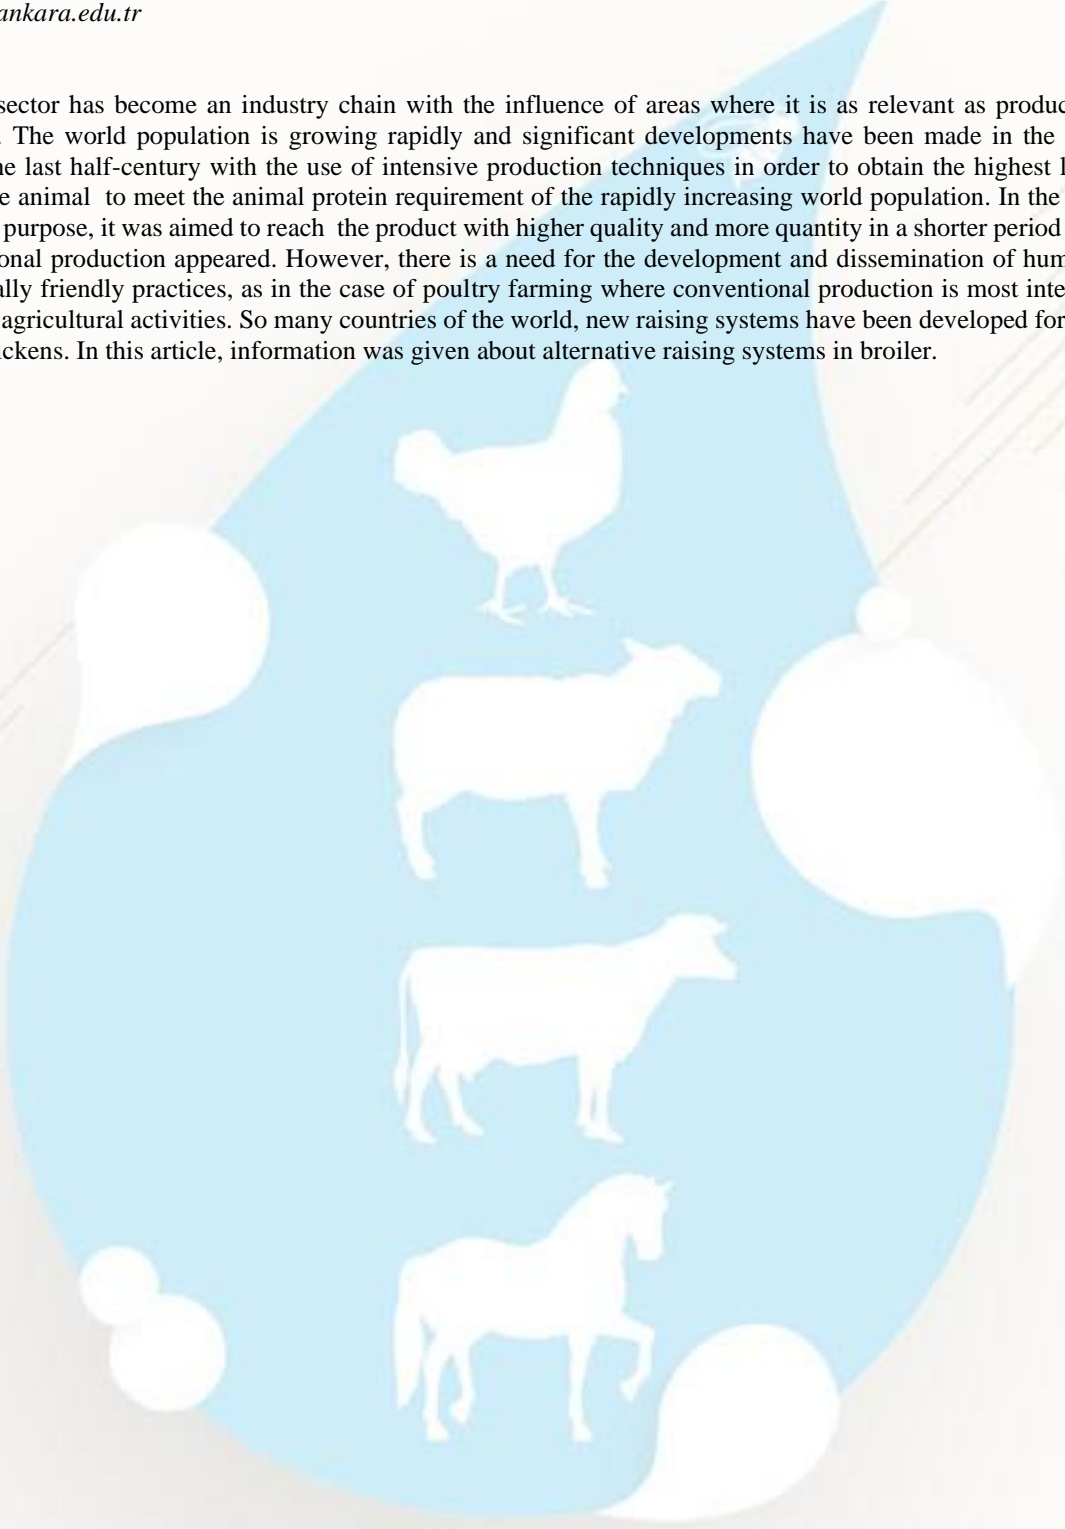 ankara.edu.tr
sector has become an industry chain with the influence of areas where it is as relevant as produc
. The world population is growing rapidly and significant developments have been made in the
he last half-century with the use of intensive production techniques in order to obtain the highest l
e animal to meet the animal protein requirement of the rapidly increasing world population. In the
purpose, it was aimed to reach the product with higher quality and more quantity in a shorter period
onal production appeared. However, there is a need for the development and dissemination of hum
ally friendly practices, as in the case of poultry farming where conventional production is most inte
agricultural activities. So many countries of the world, new raising systems have been developed for
ickens. In this article, information was given about alternative raising systems in broiler.